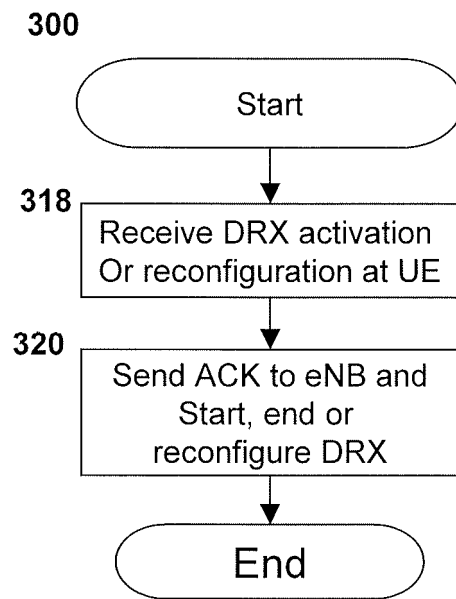 300
Start
318
Receive DRX activation
Or reconfiguration at UE
320
Send ACK to eNB and
Start, end or
reconfigure DRX
End